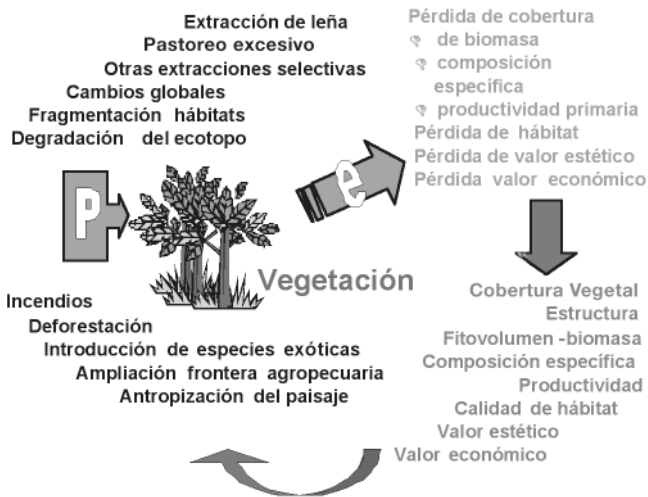 Extracción de leña
Pastoreo excesivo
Otras extracciones selectivas
Cambios globales
Fragmentación hábitats
Degradación del ecotopo
P
Incendios
Deforestación
Introducción de especies exóticas
Ampliación frontera agropecuaria
Antropización del paisaje
Vegetación
e
Pérdida de cobertura
de biomasa
composición
específica
productividad primaria
Pérdida de hábitat
Pérdida de valor estético
Pérdida valor económico
Cobertura Vegetal
Estructura
Fitovolumen -biomasa
Composición específica
Productividad
Calidad de hábitat
Valor estético
Valor económico